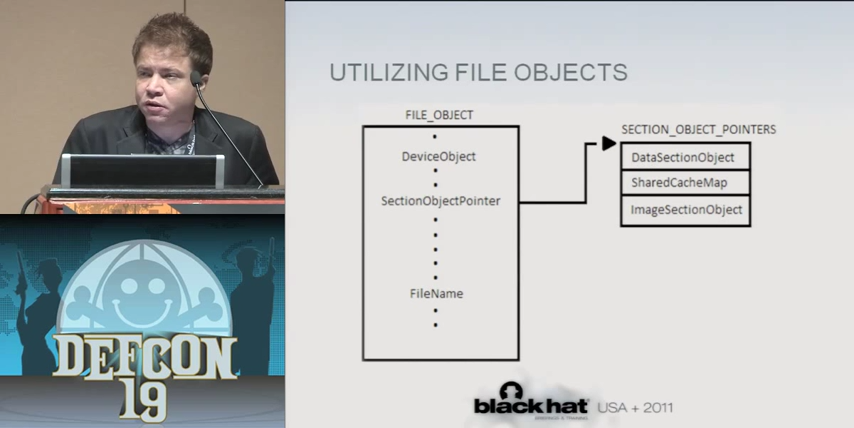 UTILIZING FILE OBJECTS
FILE_OBJECT
DeviceObject
SectionObjectPointer
FileName
SECTION_OBJECT_POINTERS
DataSectionObject
SharedCacheMap
ImageSectionObject
black hat USA + 2011
DEFCON
19